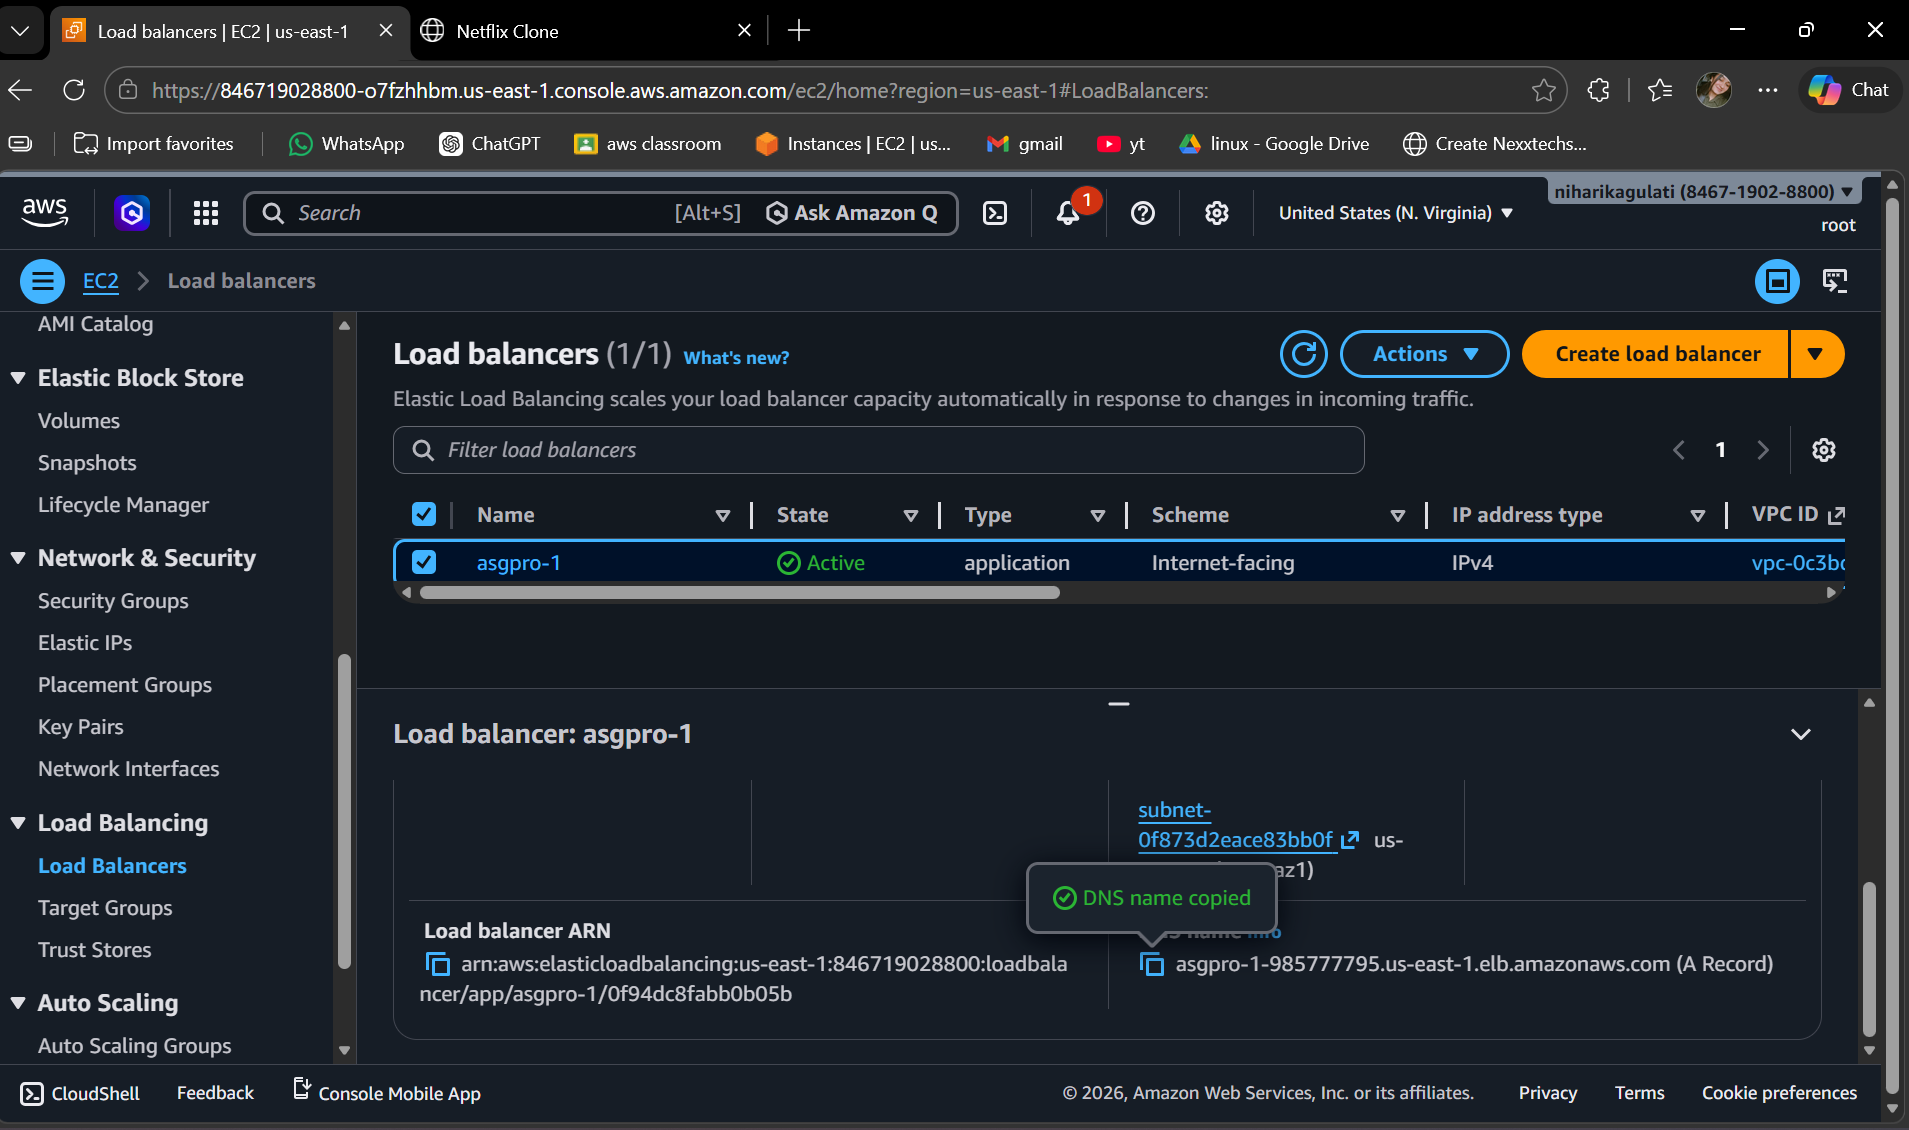 Load balancers | EC2 | us-east-1
Netflix Clone
https://846719028800-o7fzhhbm.us-east-1.console.aws.amazon.com/ec2/home?region=us-east-1#LoadBalancers:
Chat
Import favorites
WhatsApp
ChatGPT
aws classroom
Instances | EC2 | us...
gmail
yt
linux - Google Drive
Create Nexxtechs...
aws
Search
[Alt+S]
Ask Amazon Q
1
United States (N. Virginia)
niharikagulati (8467-1902-8800)
root
EC2
Load balancers
AMI Catalog
Elastic Block Store
Volumes
Snapshots
Lifecycle Manager
Network & Security
Security Groups
Elastic IPs
Placement Groups
Key Pairs
Network Interfaces
Load Balancing
Load Balancers
Target Groups
Trust Stores
Auto Scaling
Auto Scaling Groups
Load balancers (1/1) What's new?
Actions
Create load balancer
Elastic Load Balancing scales your load balancer capacity automatically in response to changes in incoming traffic.
Filter load balancers
1
Name State Type Scheme IP address type VPC ID
asgpro-1 Active application Internet-facing IPv4 vpc-0c3b
Load balancer: asgpro-1
subnet-
0f873d2eace83bb0f us-
az1)
DNS name copied
Load balancer ARN
arn:aws:elasticloadbalancing:us-east-1:846719028800:loadbala
ncer/app/asgpro-1/0f94dc8fabb0b05b
asgpro-1-985777795.us-east-1.elb.amazonaws.com (A Record)
CloudShell
Feedback
Console Mobile App
© 2026, Amazon Web Services, Inc. or its affiliates.
Privacy
Terms
Cookie preferences